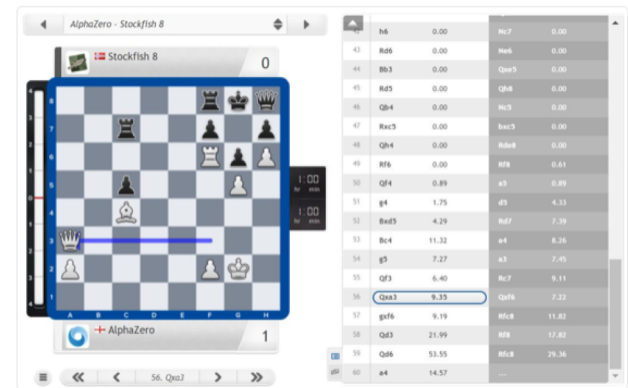 AlphaZero - Stockfish 8
Stockfish 8
0
8
7
6
5
4
3
2
1
A B C D E F G H
AlphaZero
1
56. Qxa3
1:00
hr min
1:00
hr min
h6 0.00 Nc7 0.00
43 Rd6 0.00 Ne6 0.00
44 Bb3 0.00 Qxe5 0.00
45 Rd5 0.00 Qh8 0.00
46 Qb4 0.00 Nc5 0.00
47 Rxc5 0.00 bxc5 0.00
48 Qh4 0.00 Rde8 0.00
49 Rf6 0.00 Rf8 0.61
50 Qf4 0.89 a5 0.89
51 g4 1.75 d5 4.33
52 Bxd5 4.29 Rd7 7.39
53 Bc4 11.32 a4 8.26
54 g5 7.27 a3 7.45
55 Qf3 6.40 Rc7 9.11
56 Qxa3 9.35 Qxf6 7.22
57 gxf6 9.19 Rfc8 11.82
58 Qd3 21.99 Rf8 17.82
59 Qd6 53.55 Rfc8 29.36
60 a4 14.57 ...